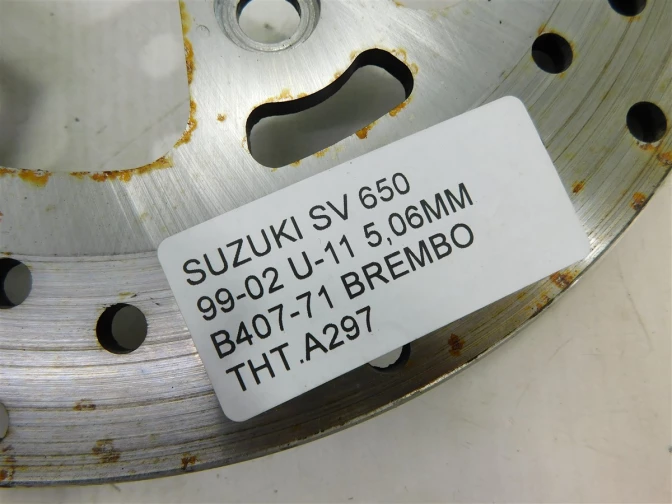 SUZUKI SV 650
99-02 U-11 5,06MM
B407-71 BREMBO
THT.A297